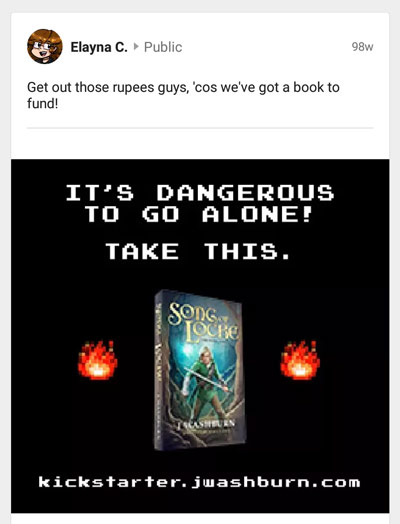 Elayna C. ▸ Public 98w
Get out those rupees guys, 'cos we've got a book to
fund!
IT'S DANGEROUS
TO GO ALONE!
TAKE THIS.
SONG OF
LOCKE
J WASHBURN
kickstarter.jwashburn.com